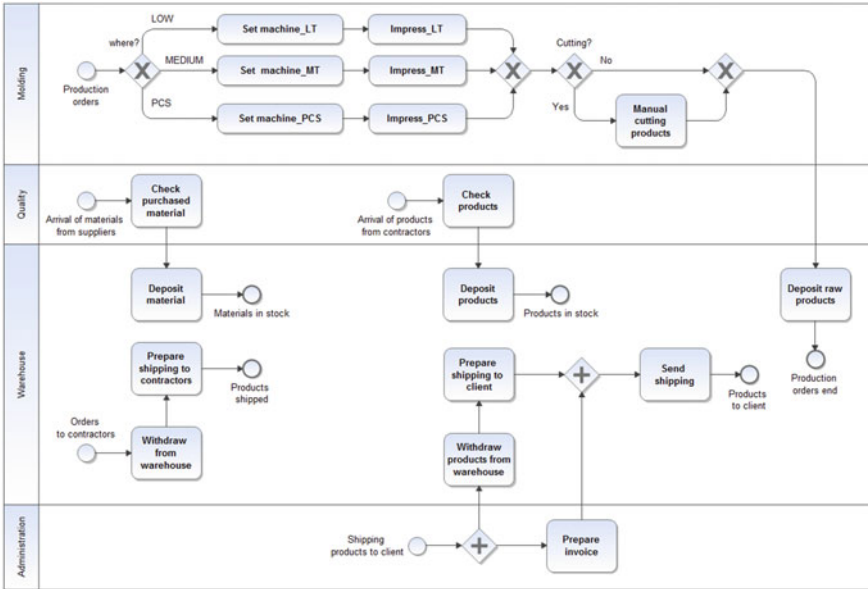 Molding
LOW
where?
MEDIUM
PCS
Production
orders
Set machine_LT
Impress_LT
Set machine_MT
Impress_MT
Set machine_PCS
Impress_PCS
Cutting?
No
Yes
Manual
cutting
products
Quality
Arrival of materials
from suppliers
Check
purchased
material
Arrival of products
from contractors
Check
products
Warehouse
Deposit
material
Materials in stock
Deposit
products
Products in stock
Deposit raw
products
Production
orders end
Prepare
shipping to
contractors
Products
shipped
Orders
to contractors
Withdraw
from
warehouse
Prepare
shipping to
client
Withdraw
products from
warehouse
Send
shipping
Products
to client
Administration
Shipping
products to client
Prepare
invoice